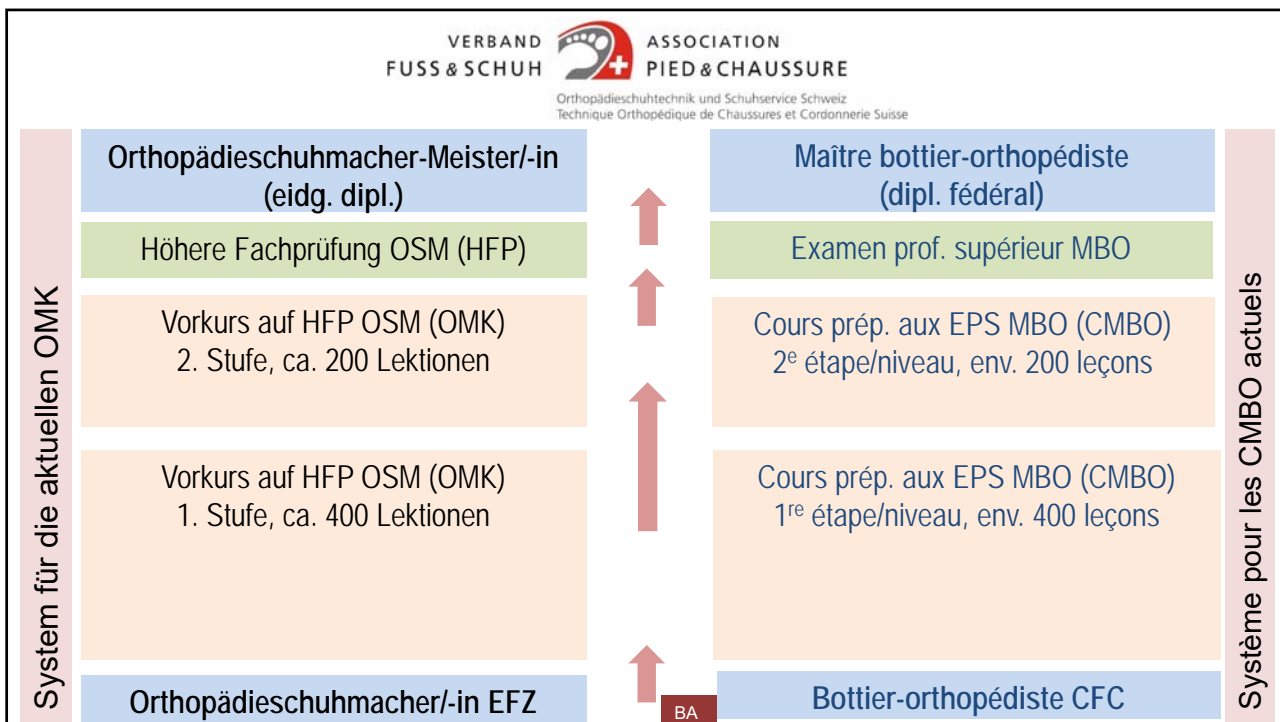 VERBAND
FUSS & SCHUH
ASSOCIATION
PIED & CHAUSSURE
Orthopädieschuhtechnik und Schuhservice Schweiz
Technique Orthopédique de Chaussures et Cordonnerie Suisse
System für die aktuellen OMK
Orthopädieschuhmacher-Meister/-in
(eidg. dipl.)
Höhere Fachprüfung OSM (HFP)
Vorkurs auf HFP OSM (OMK)
2. Stufe, ca. 200 Lektionen
Vorkurs auf HFP OSM (OMK)
1. Stufe, ca. 400 Lektionen
Orthopädieschuhmacher/-in EFZ
BA
Maître bottier-orthopédiste
(dipl. fédéral)
Examen prof. supérieur MBO
Cours prép. aux EPS MBO (CMBO)
2e étape/niveau, env. 200 leçons
Cours prép. aux EPS MBO (CMBO)
1re étape/niveau, env. 400 leçons
Bottier-orthopédiste CFC
Système pour les CMBO actuels